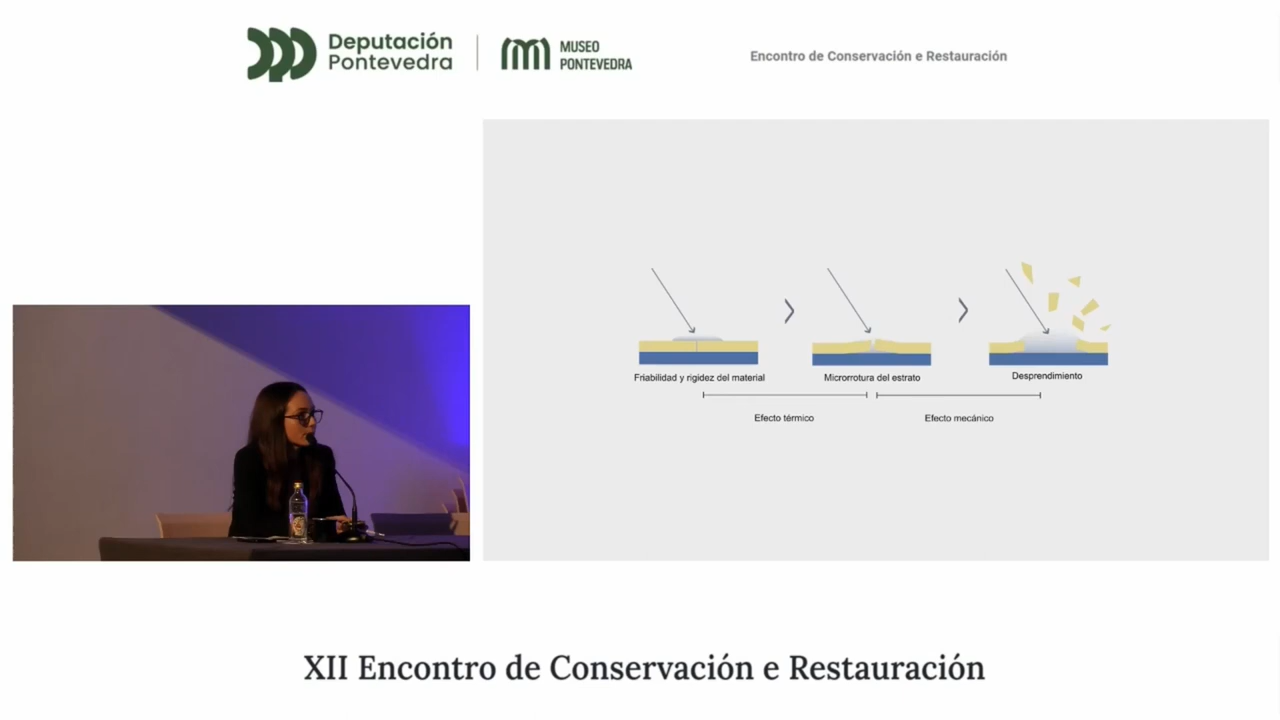 Deputación
Pontevedra
MUSEO
PONTEVEDRA
Encontro de Conservación e Restauración
Friabilidad y rigidez del material
Microrrotura del estrato
Desprendimiento
Efecto térmico
Efecto mecánico
XII Encontro de Conservación e Restauración